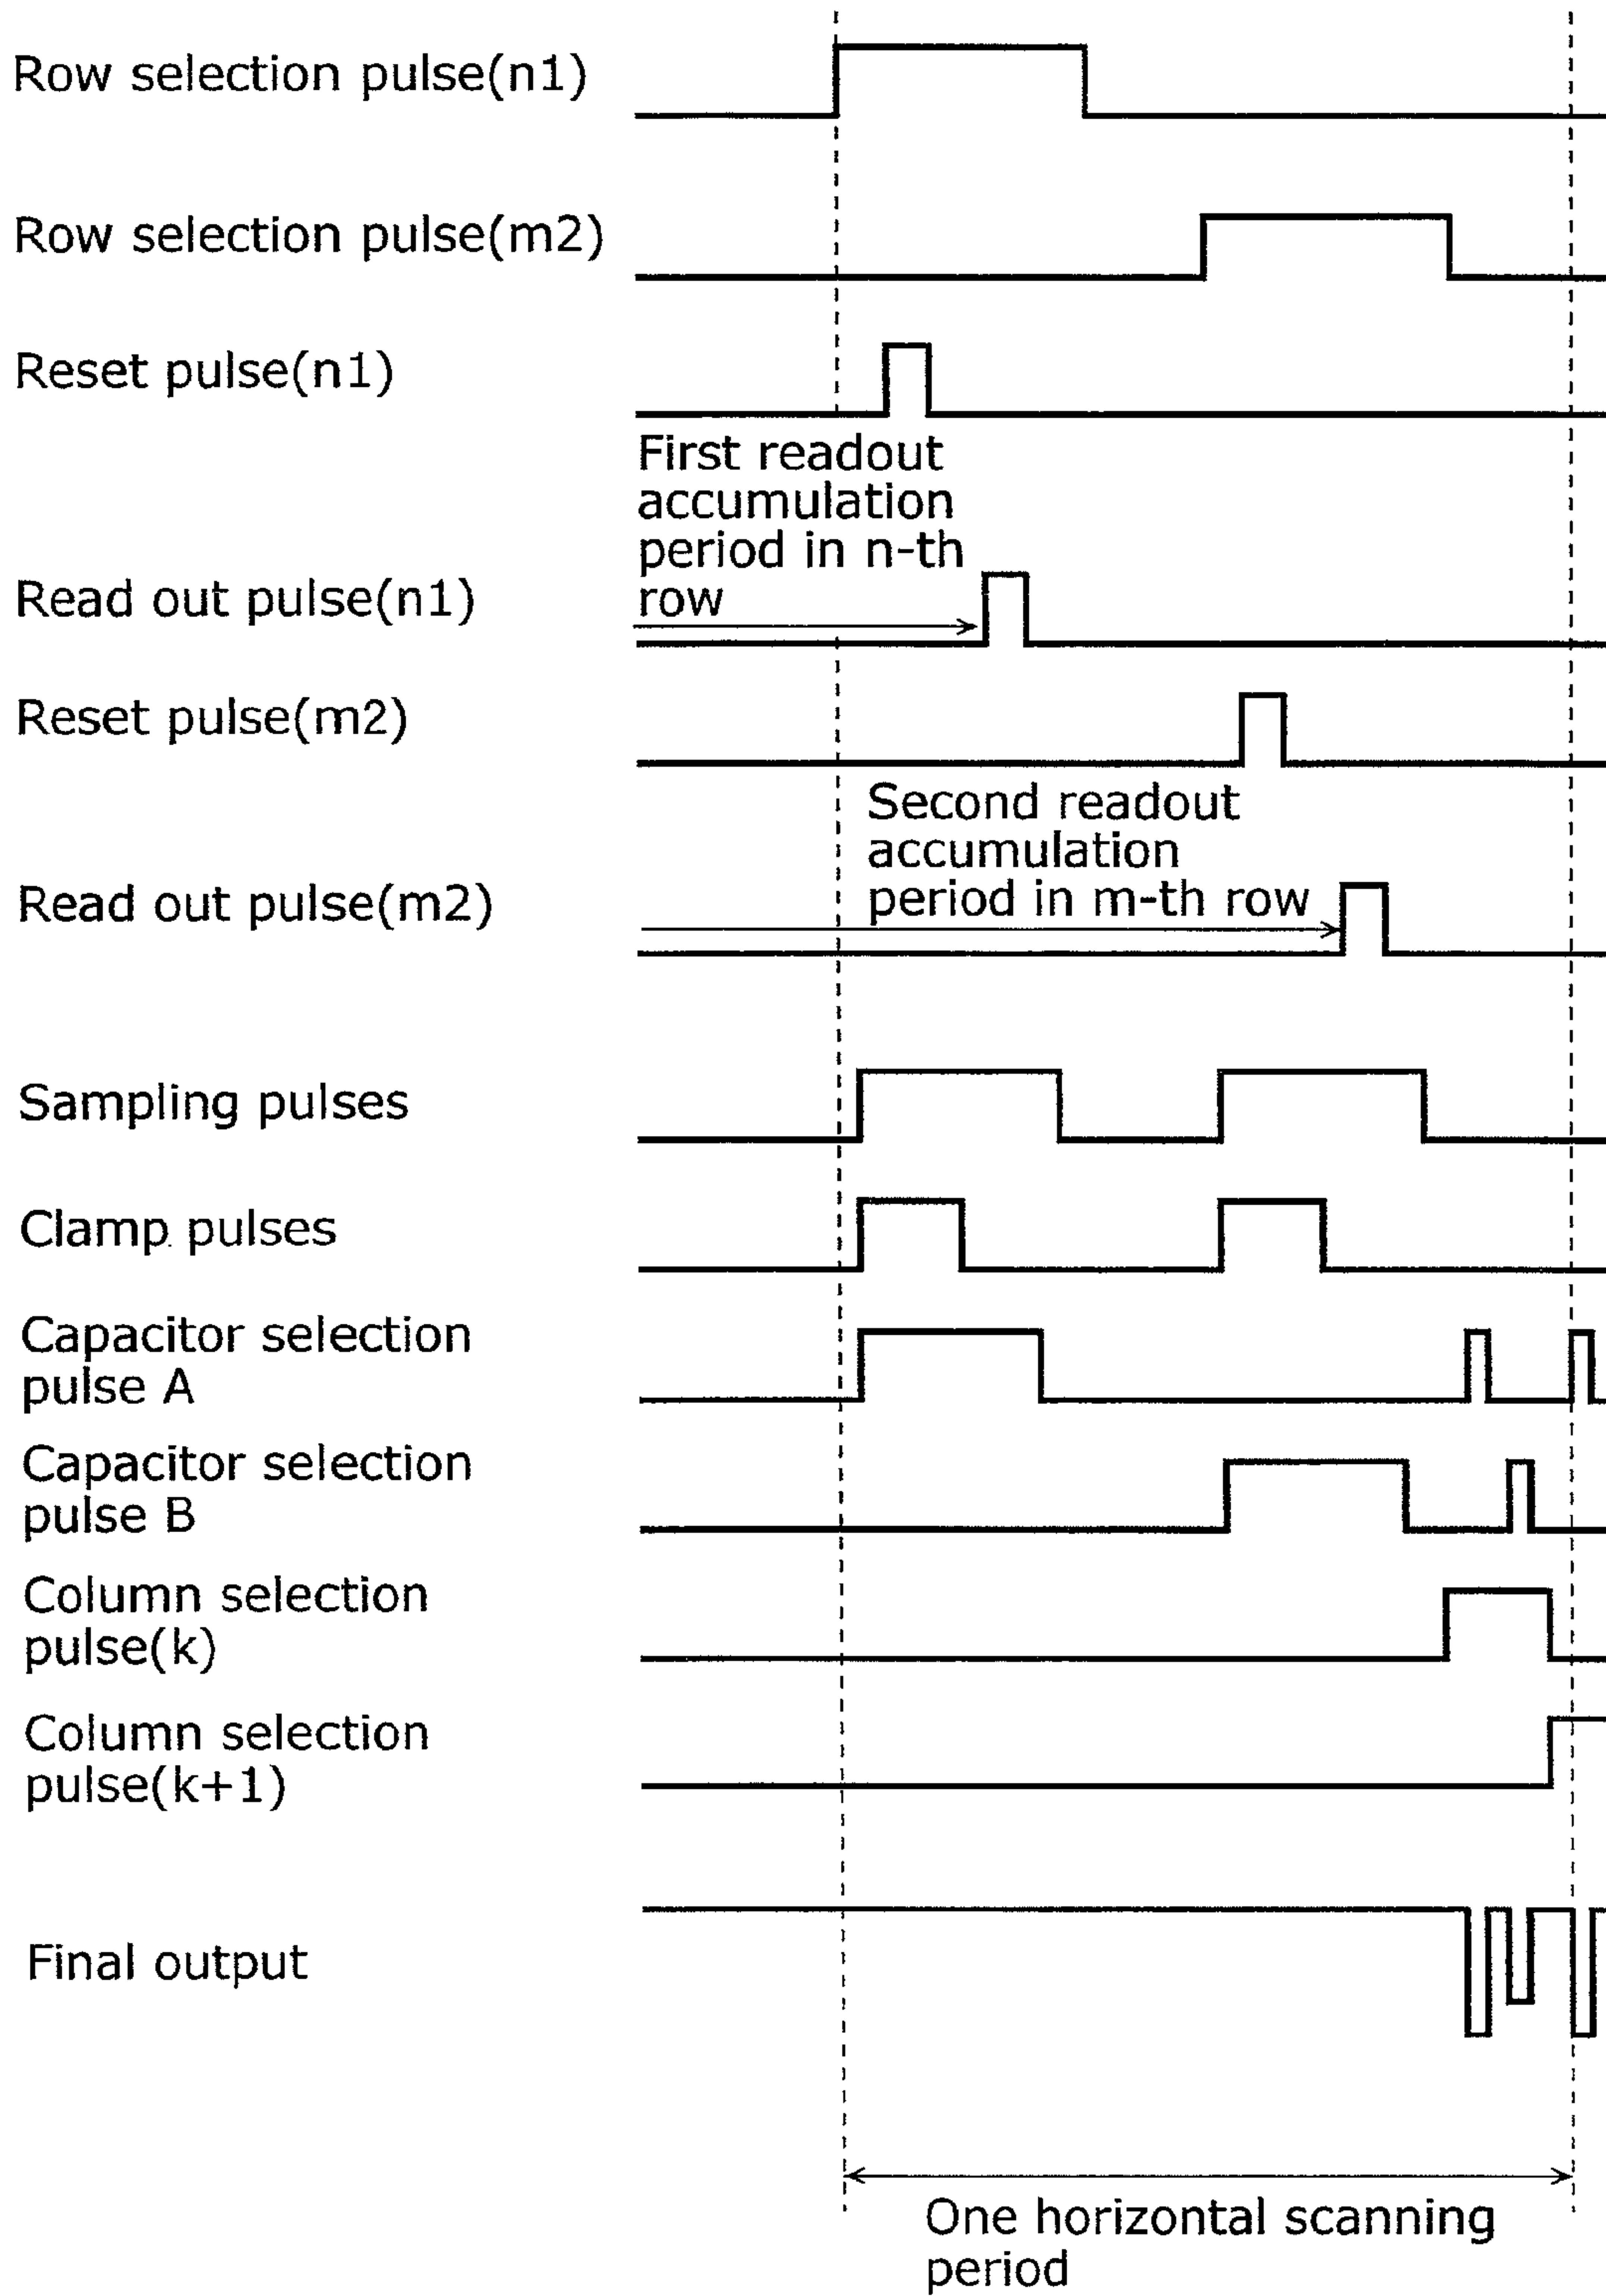 Row selection pulse(n1)
Row selection pulse(m2)
Reset pulse(n1)
First readout
accumulation
period in n-th
row
Read out pulse(n1)
Reset pulse(m2)
Second readout
accumulation
period in m-th row
Read out pulse(m2)
Sampling pulses
Clamp pulses
Capacitor selection
pulse A
Capacitor selection
pulse B
Column selection
pulse(k)
Column selection
pulse(k+1)
Final output
One horizontal scanning
period